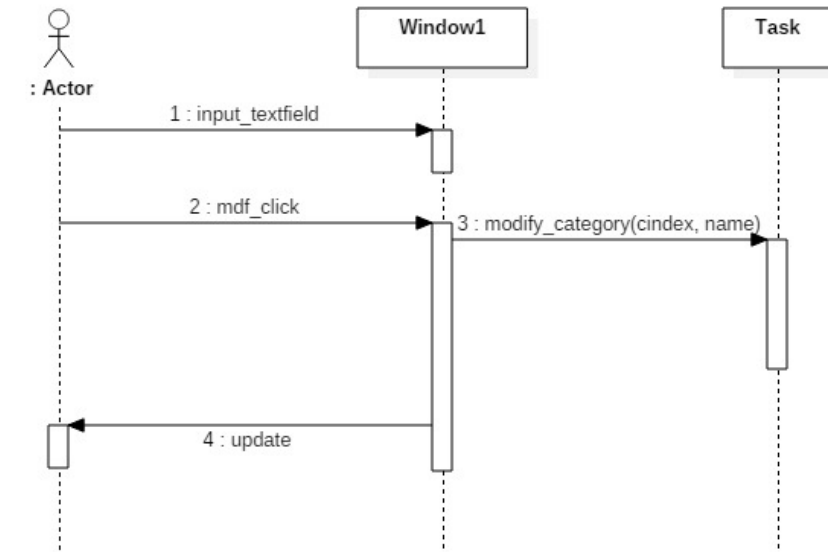 Window1
Task
: Actor
1 : input_textfield
2 : mdf_click
3 : modify_category(cindex, name)
4 : update